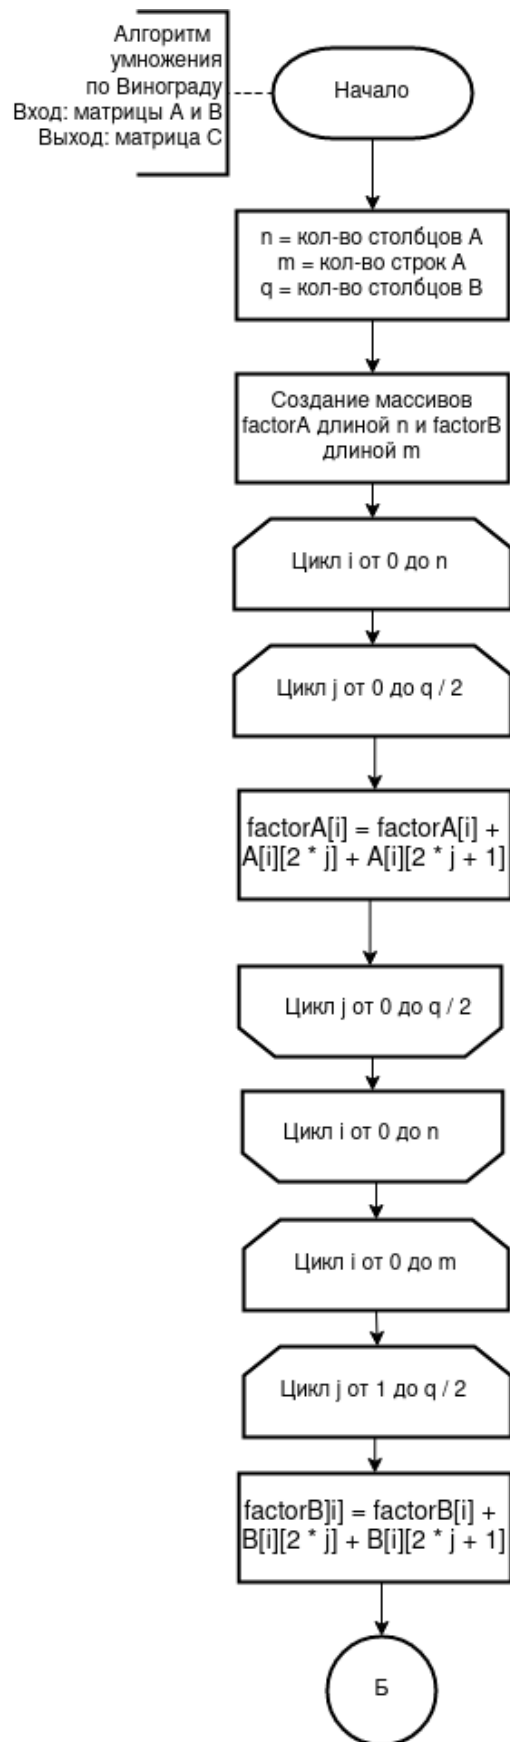 Алгоритм
умножения
по Винограду
Вход: матрицы A и B
Выход: матрица C
Начало
n = кол-во столбцов A
m = кол-во строк A
q = кол-во столбцов B
Создание массивов
factorA длиной n и factorB
длиной m
Цикл i от 0 до n
Цикл j от 0 до q / 2
factorA[i] = factorA[i] +
A[i][2 * j] + A[i][2 * j + 1]
Цикл j от 0 до q / 2
Цикл i от 0 до n
Цикл i от 0 до m
Цикл j от 1 до q / 2
factorB]i] = factorB[i] +
B[i][2 * j] + B[i][2 * j + 1]
Б